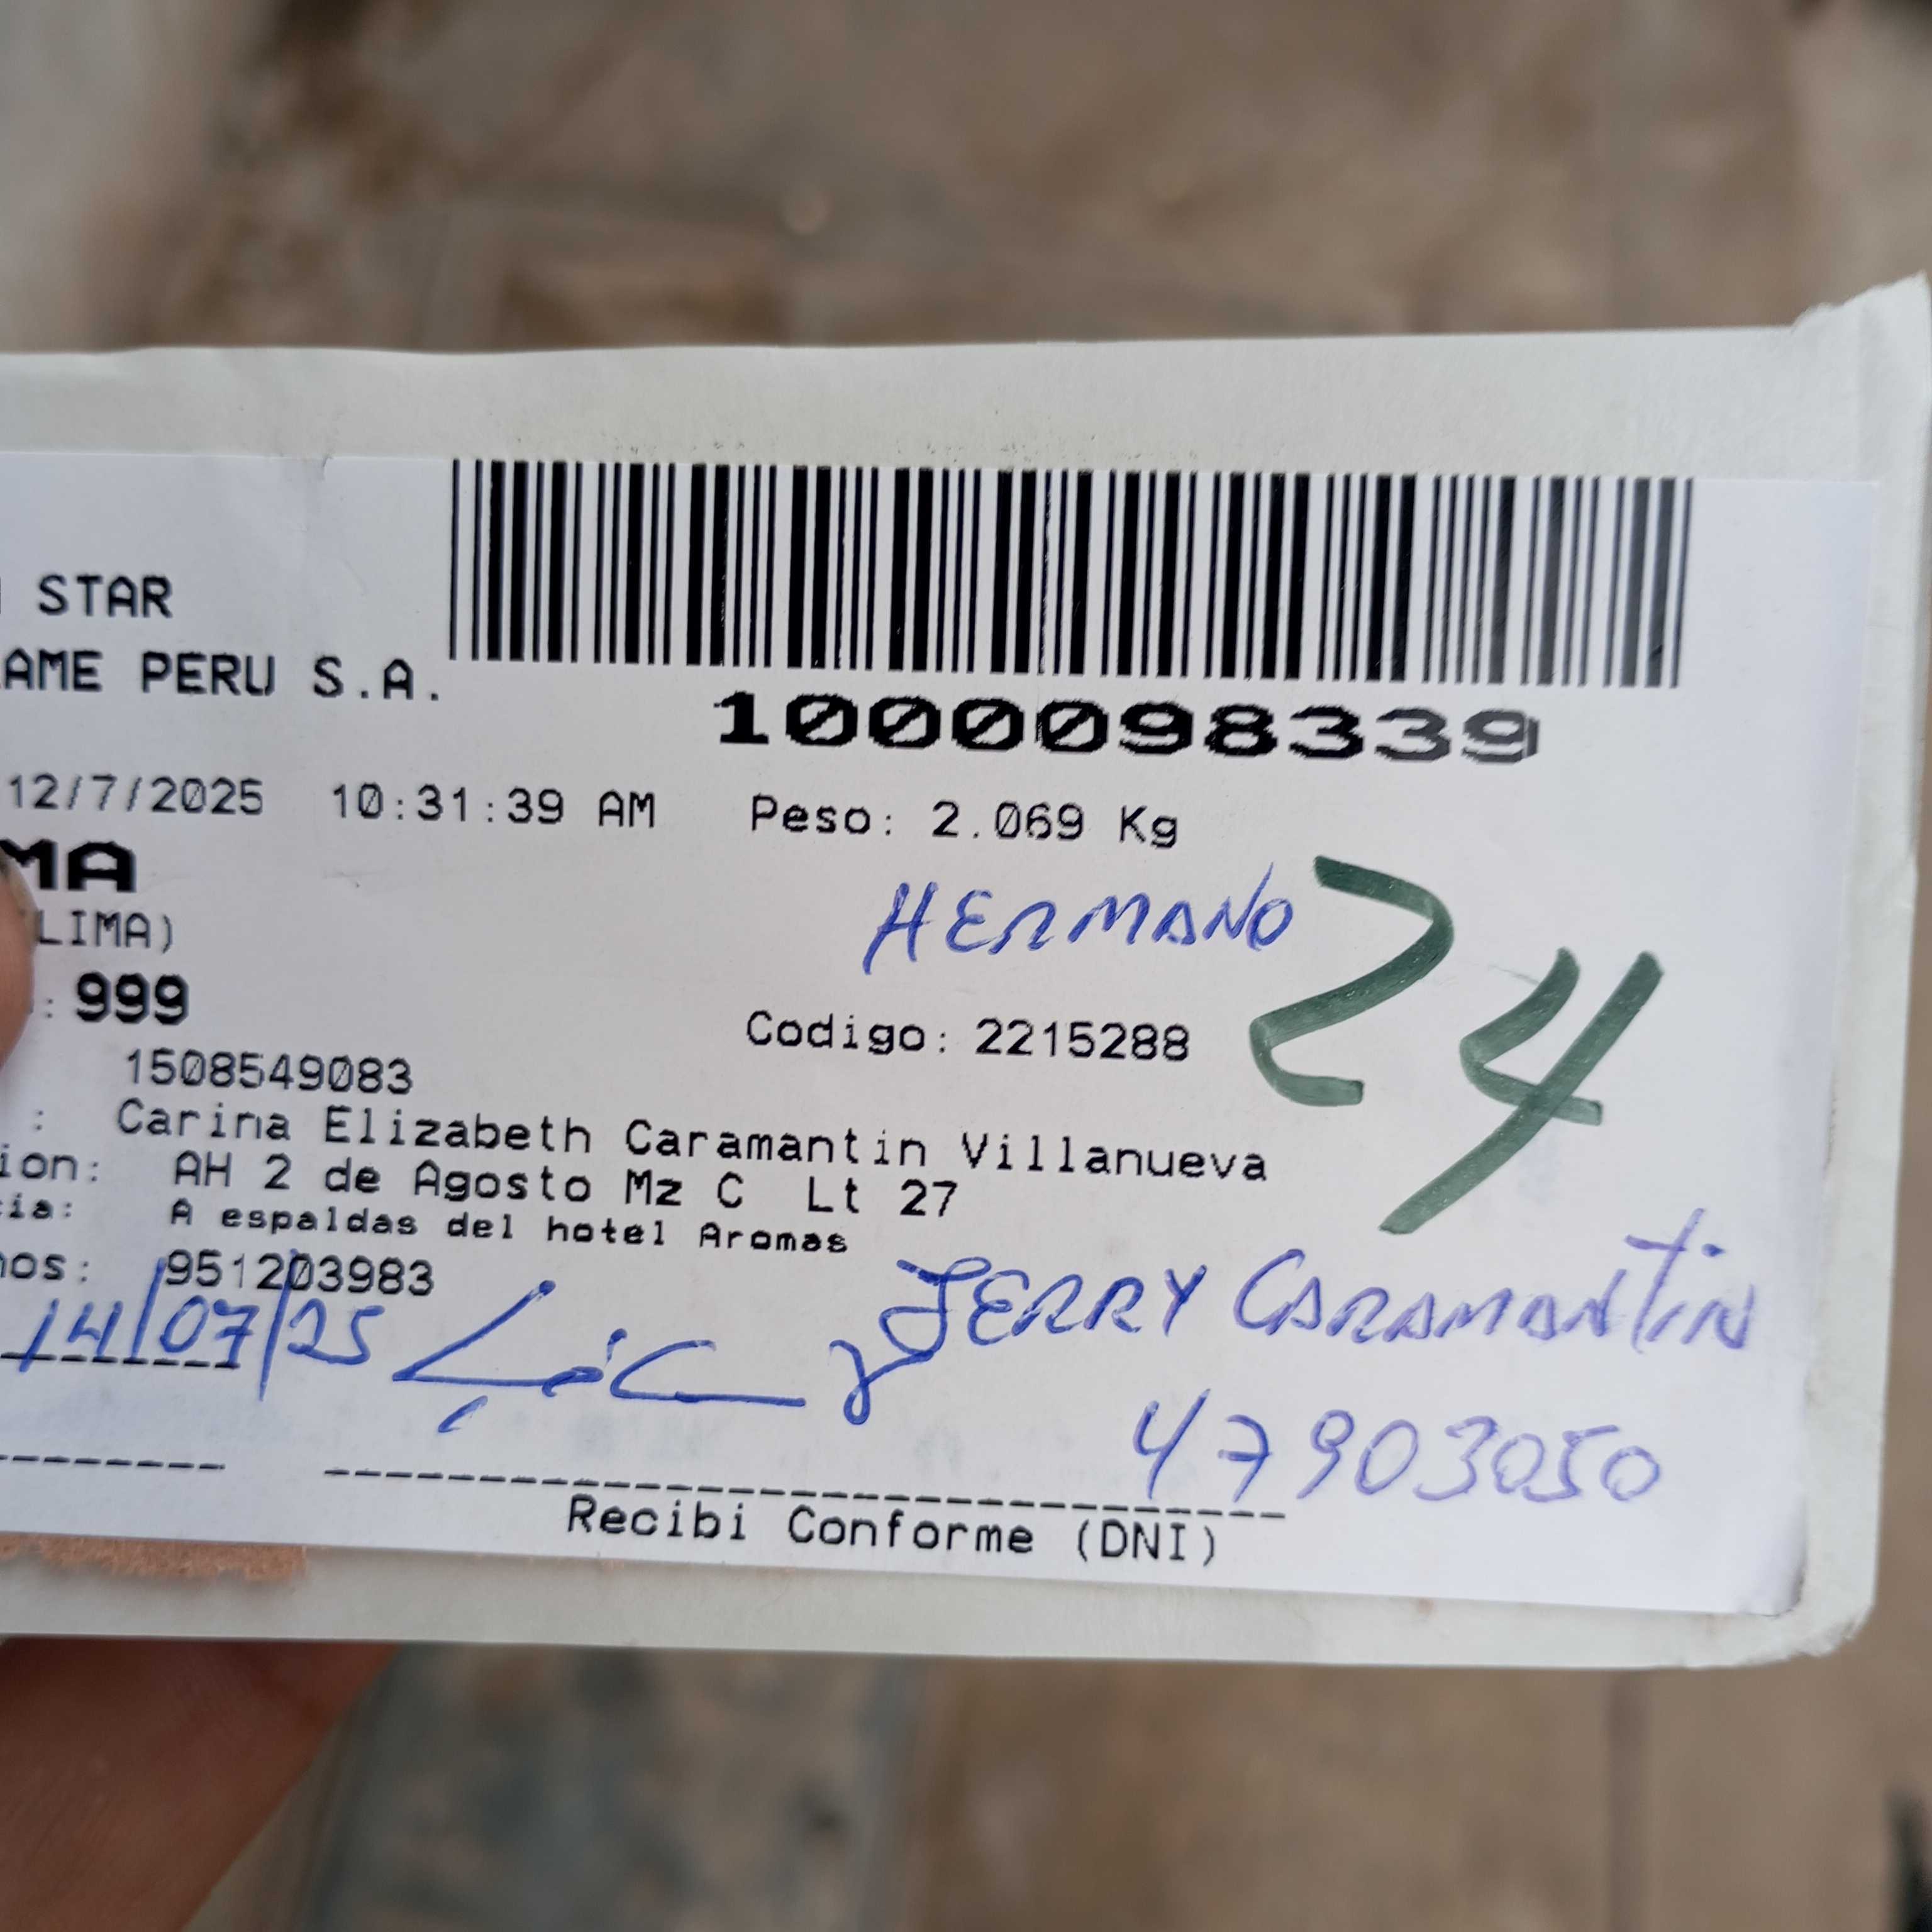 STAR
AME PERU S.A.
1000098339
12/7/2025 10:31:39 AM Peso: 2.069 Kg
MA
HERMANO
24
LIMA)
: 999
Codigo: 2215288
1508549083
: Carina Elizabeth Caramantin Villanueva
ion: AH 2 de Agosto Mz C Lt 27
cia: A espaldas del hotel Aromas
nos: 951203983
JERRY CARAMANTIN
14/07/25
47903050
Recibi Conforme (DNI)